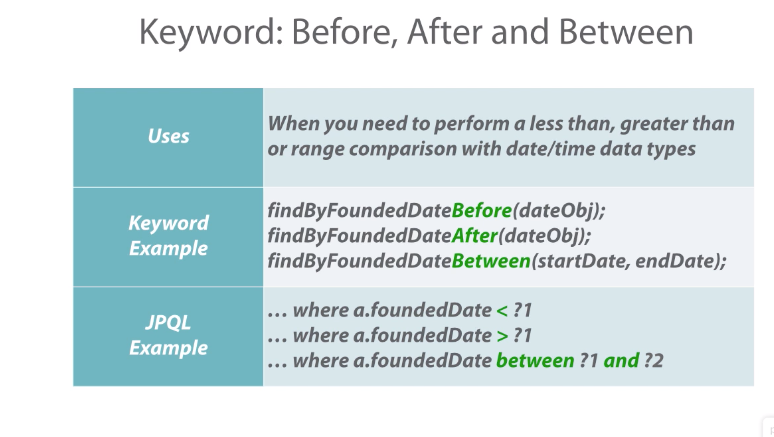 Keyword: Before, After and Between
Uses
When you need to perform a less than, greater than
or range comparison with date/time data types
Keyword
Example
findByFoundedDateBefore(dateObj);
findByFoundedDateAfter(dateObj);
findByFoundedDateBetween(startDate, endDate);
JPQL
Example
… where a.foundedDate < ?1
… where a.foundedDate > ?1
… where a.foundedDate between ?1 and ?2